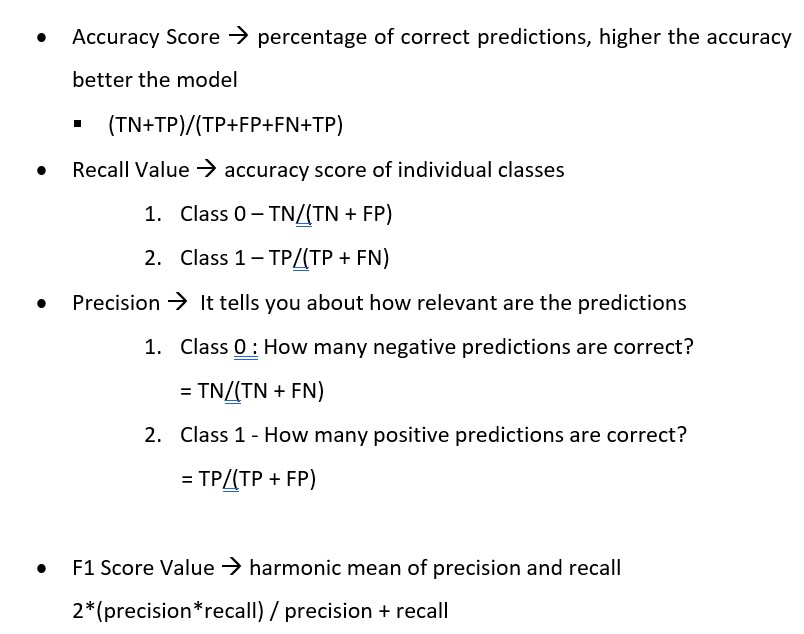 • Accuracy Score → percentage of correct predictions, higher the accuracy
better the model
▪ (TN+TP)/(TP+FP+FN+TP)
• Recall Value → accuracy score of individual classes
1. Class 0 – TN/(TN + FP)
2. Class 1 – TP/(TP + FN)
• Precision → It tells you about how relevant are the predictions
1. Class 0 : How many negative predictions are correct?
= TN/(TN + FN)
2. Class 1 - How many positive predictions are correct?
= TP/(TP + FP)
• F1 Score Value → harmonic mean of precision and recall
2*(precision*recall) / precision + recall